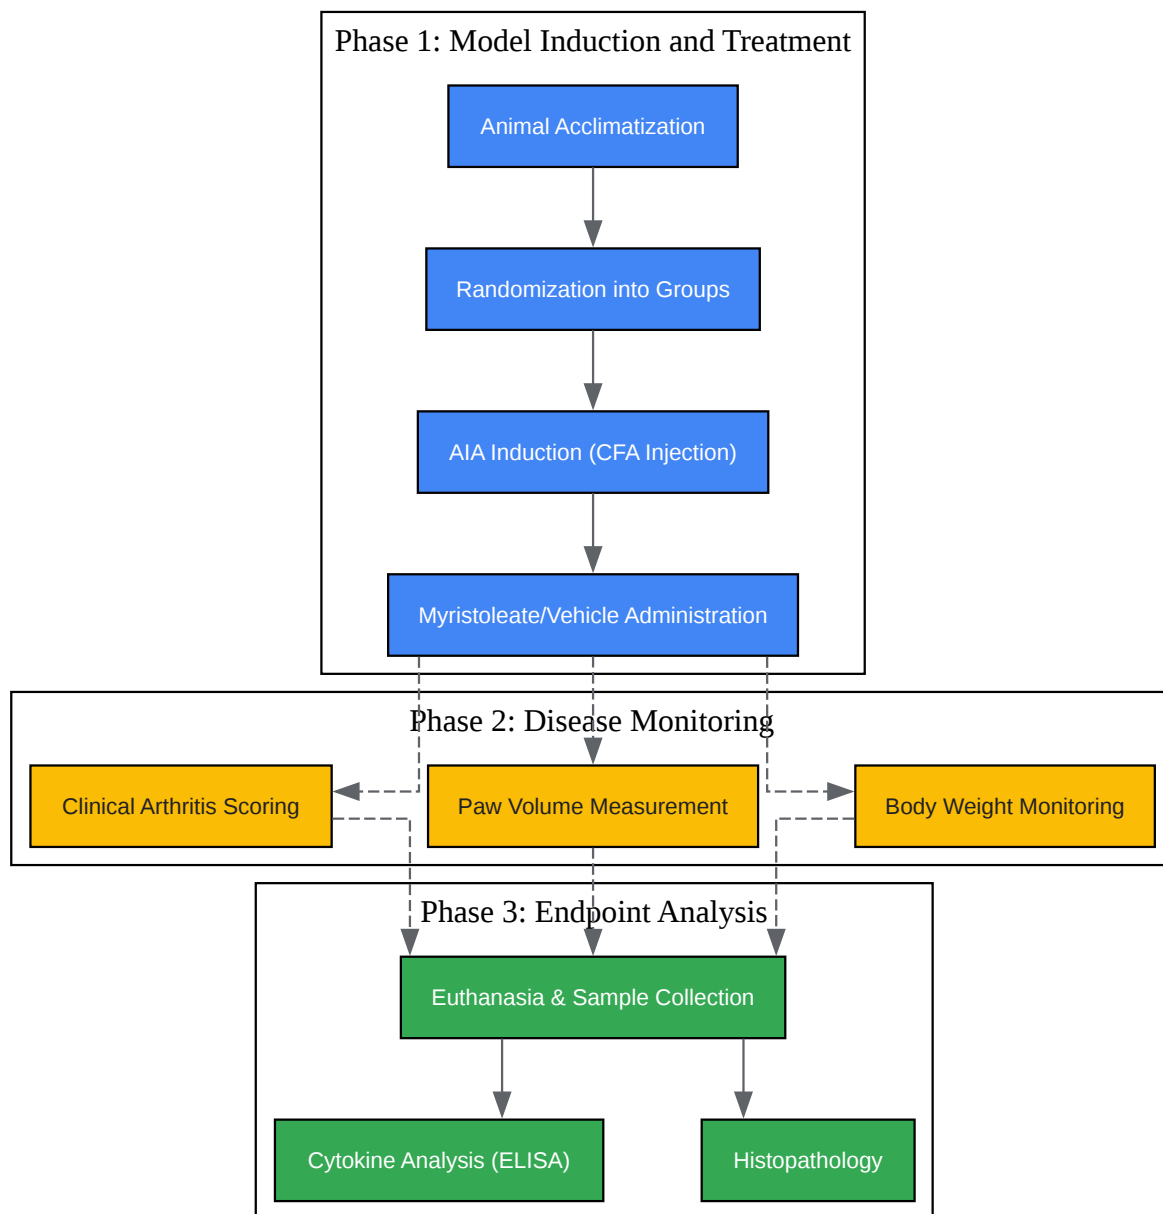 Phase 1: Model Induction and Treatment
Animal Acclimatization
Randomization into Groups
AIA Induction (CFA Injection)
Myristoleate/Vehicle Administration
Phase 2: Disease Monitoring
Clinical Arthritis Scoring
Paw Volume Measurement
Body Weight Monitoring
Phase 3: Endpoint Analysis
Euthanasia & Sample Collection
Cytokine Analysis (ELISA)
Histopathology